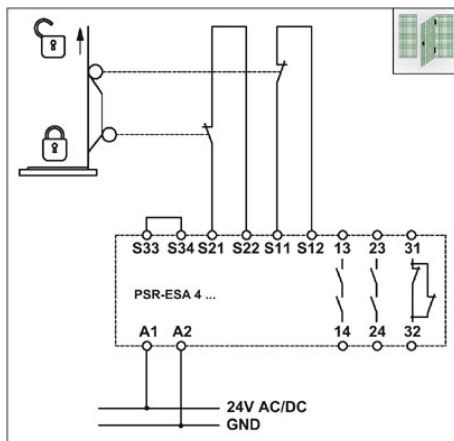 S33 S34 S21 S22 S11 S12 13 23 31
PSR-ESA 4 ...
A1 A2 14 24 32
24V AC/DC
GND